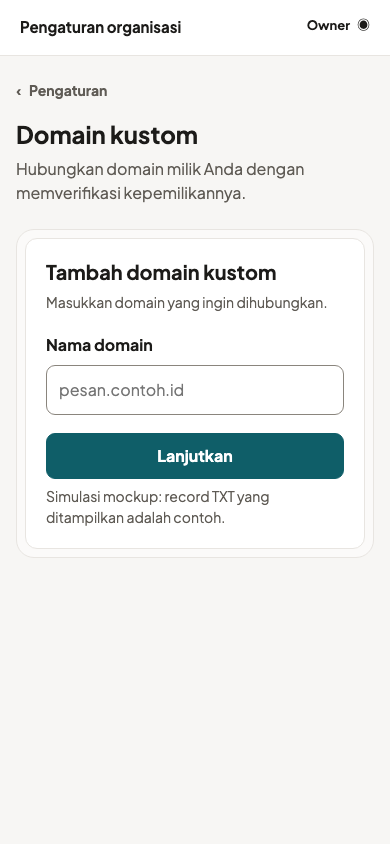 Pengaturan organisasi
Owner
‹ Pengaturan
Domain kustom
Hubungkan domain milik Anda dengan
memverifikasi kepemilikannya.
Tambah domain kustom
Masukkan domain yang ingin dihubungkan.
Nama domain
pesan.contoh.id
Lanjutkan
Simulasi mockup: record TXT yang
ditampilkan adalah contoh.